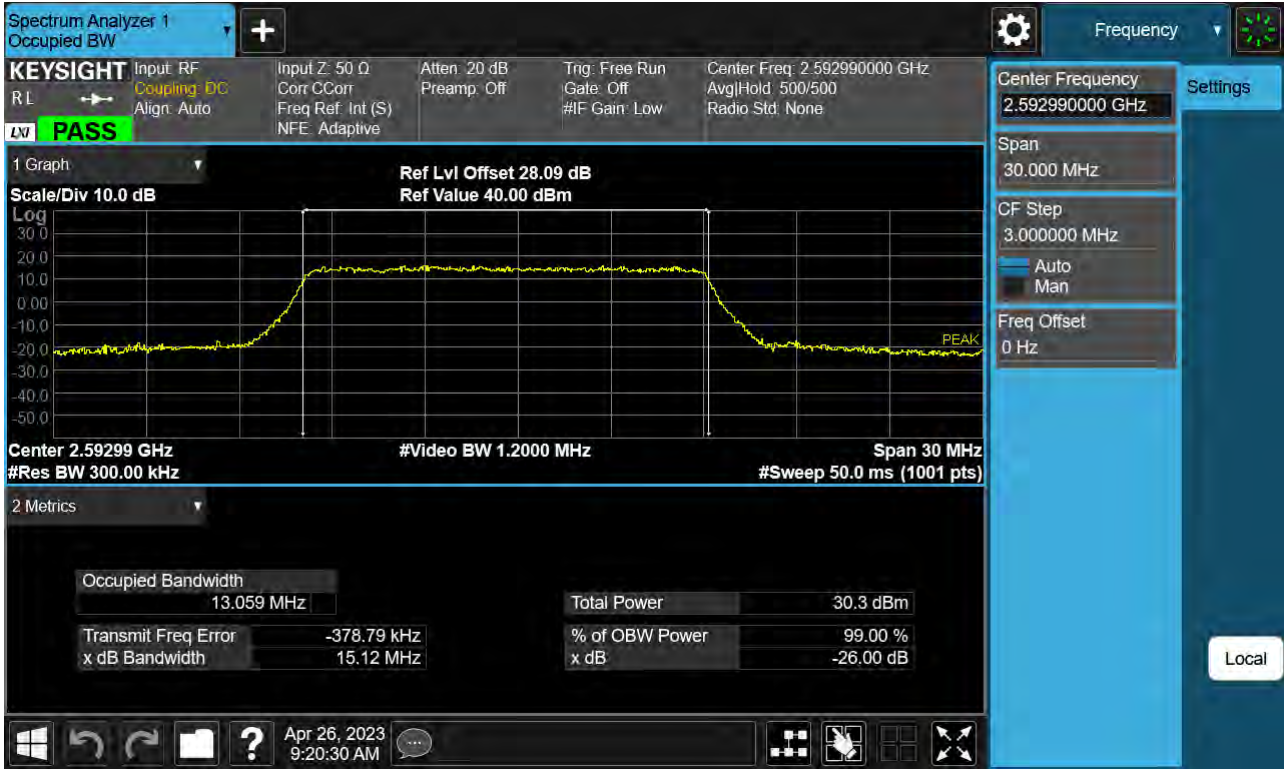 Spectrum Analyzer 1
Occupied BW
Frequency
KEYSIGHT
R L
LXI
PASS
Input: RF
Coupling: DC
Align: Auto
Input Z: 50 Ω
Corr CCorr
Freq Ref: Int (S)
NFE: Adaptive
Atten: 20 dB
Preamp: Off
Trig: Free Run
Gate: Off
#IF Gain: Low
Center Freq: 2.592990000 GHz
Avg|Hold: 500/500
Radio Std: None
1 Graph
Scale/Div 10.0 dB
Ref Lvl Offset 28.09 dB
Ref Value 40.00 dBm
Log
30.0
20.0
10.0
0.00
-10.0
-20.0
-30.0
-40.0
-50.0
PEAK
Center 2.59299 GHz
#Video BW 1.2000 MHz
Span 30 MHz
#Res BW 300.00 kHz
#Sweep 50.0 ms (1001 pts)
2 Metrics
Occupied Bandwidth
13.059 MHz
Total Power 30.3 dBm
Transmit Freq Error -378.79 kHz
% of OBW Power 99.00 %
x dB Bandwidth 15.12 MHz
x dB -26.00 dB
Center Frequency
2.592990000 GHz
Span
30.000 MHz
CF Step
3.000000 MHz
Auto
Man
Freq Offset
0 Hz
Settings
Local
?
Apr 26, 2023
9:20:30 AM